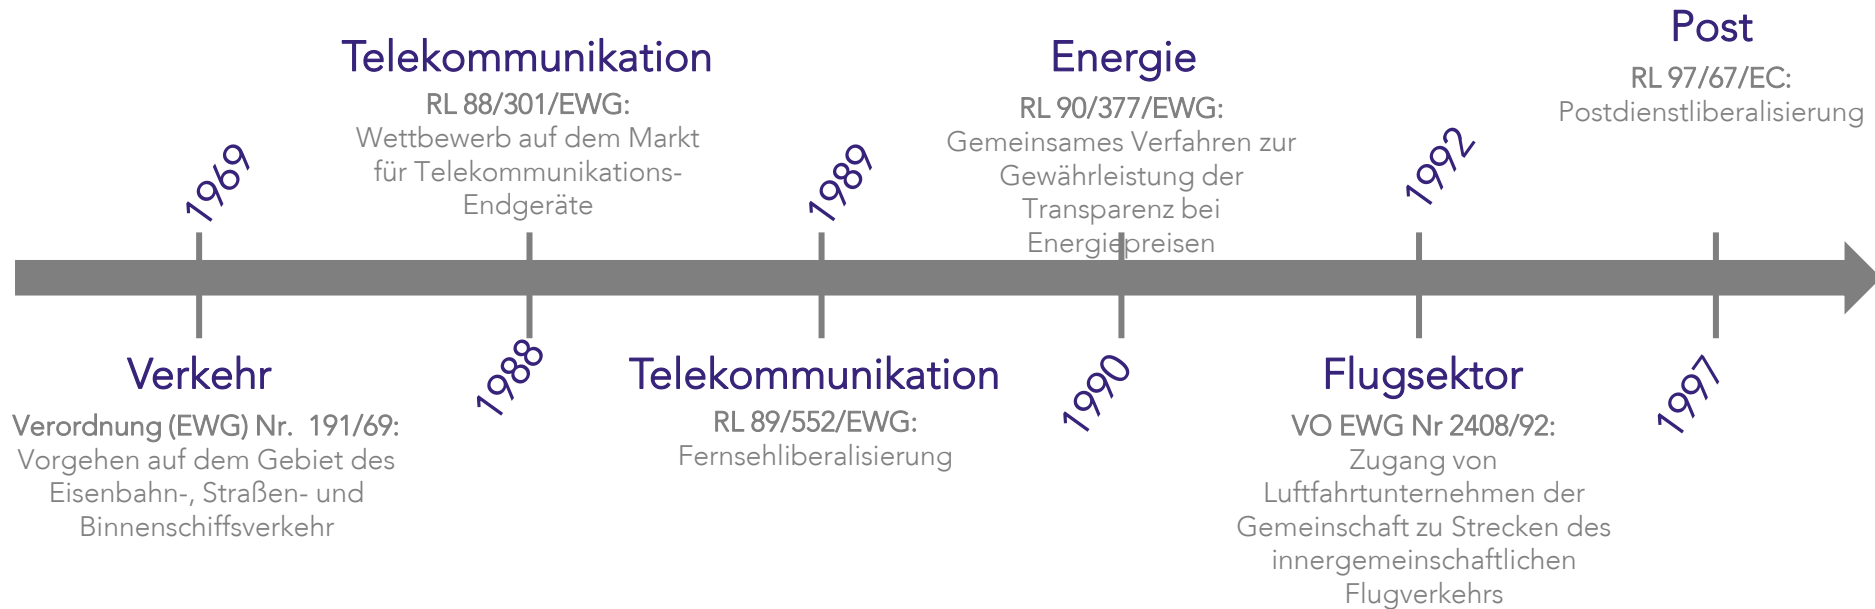 1969
Verkehr
Verordnung (EWG) Nr. 191/69:
Vorgehen auf dem Gebiet des
Eisenbahn-, Straßen- und
Binnenschiffsverkehr
Telekommunikation
RL 88/301/EWG:
Wettbewerb auf dem Markt
für Telekommunikations-
Endgeräte
1988
1989
Telekommunikation
RL 89/552/EWG:
Fernsehliberalisierung
Energie
RL 90/377/EWG:
Gemeinsames Verfahren zur
Gewährleistung der
Transparenz bei
Energiepreisen
1990
1992
Flugsektor
VO EWG Nr 2408/92:
Zugang von
Luftfahrtunternehmen der
Gemeinschaft zu Strecken des
innergemeinschaftlichen
Flugverkehrs
Post
RL 97/67/EC:
Postdienstliberalisierung
1997